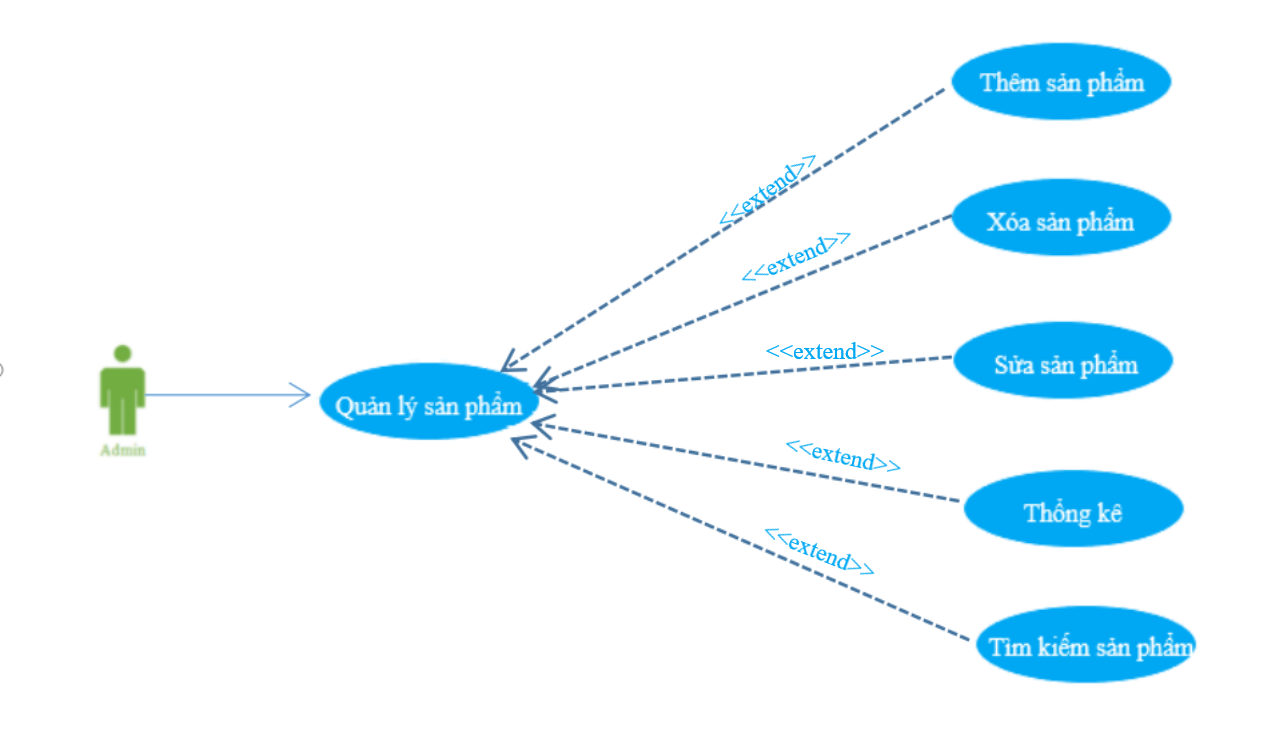 Thêm sản phẩm
<<extend>>
Xóa sản phẩm
<<extend>>
<<extend>>
Sửa sản phẩm
Quản lý sản phẩm
Admin
<<extend>>
Thống kê
<<extend>>
Tìm kiếm sản phẩm